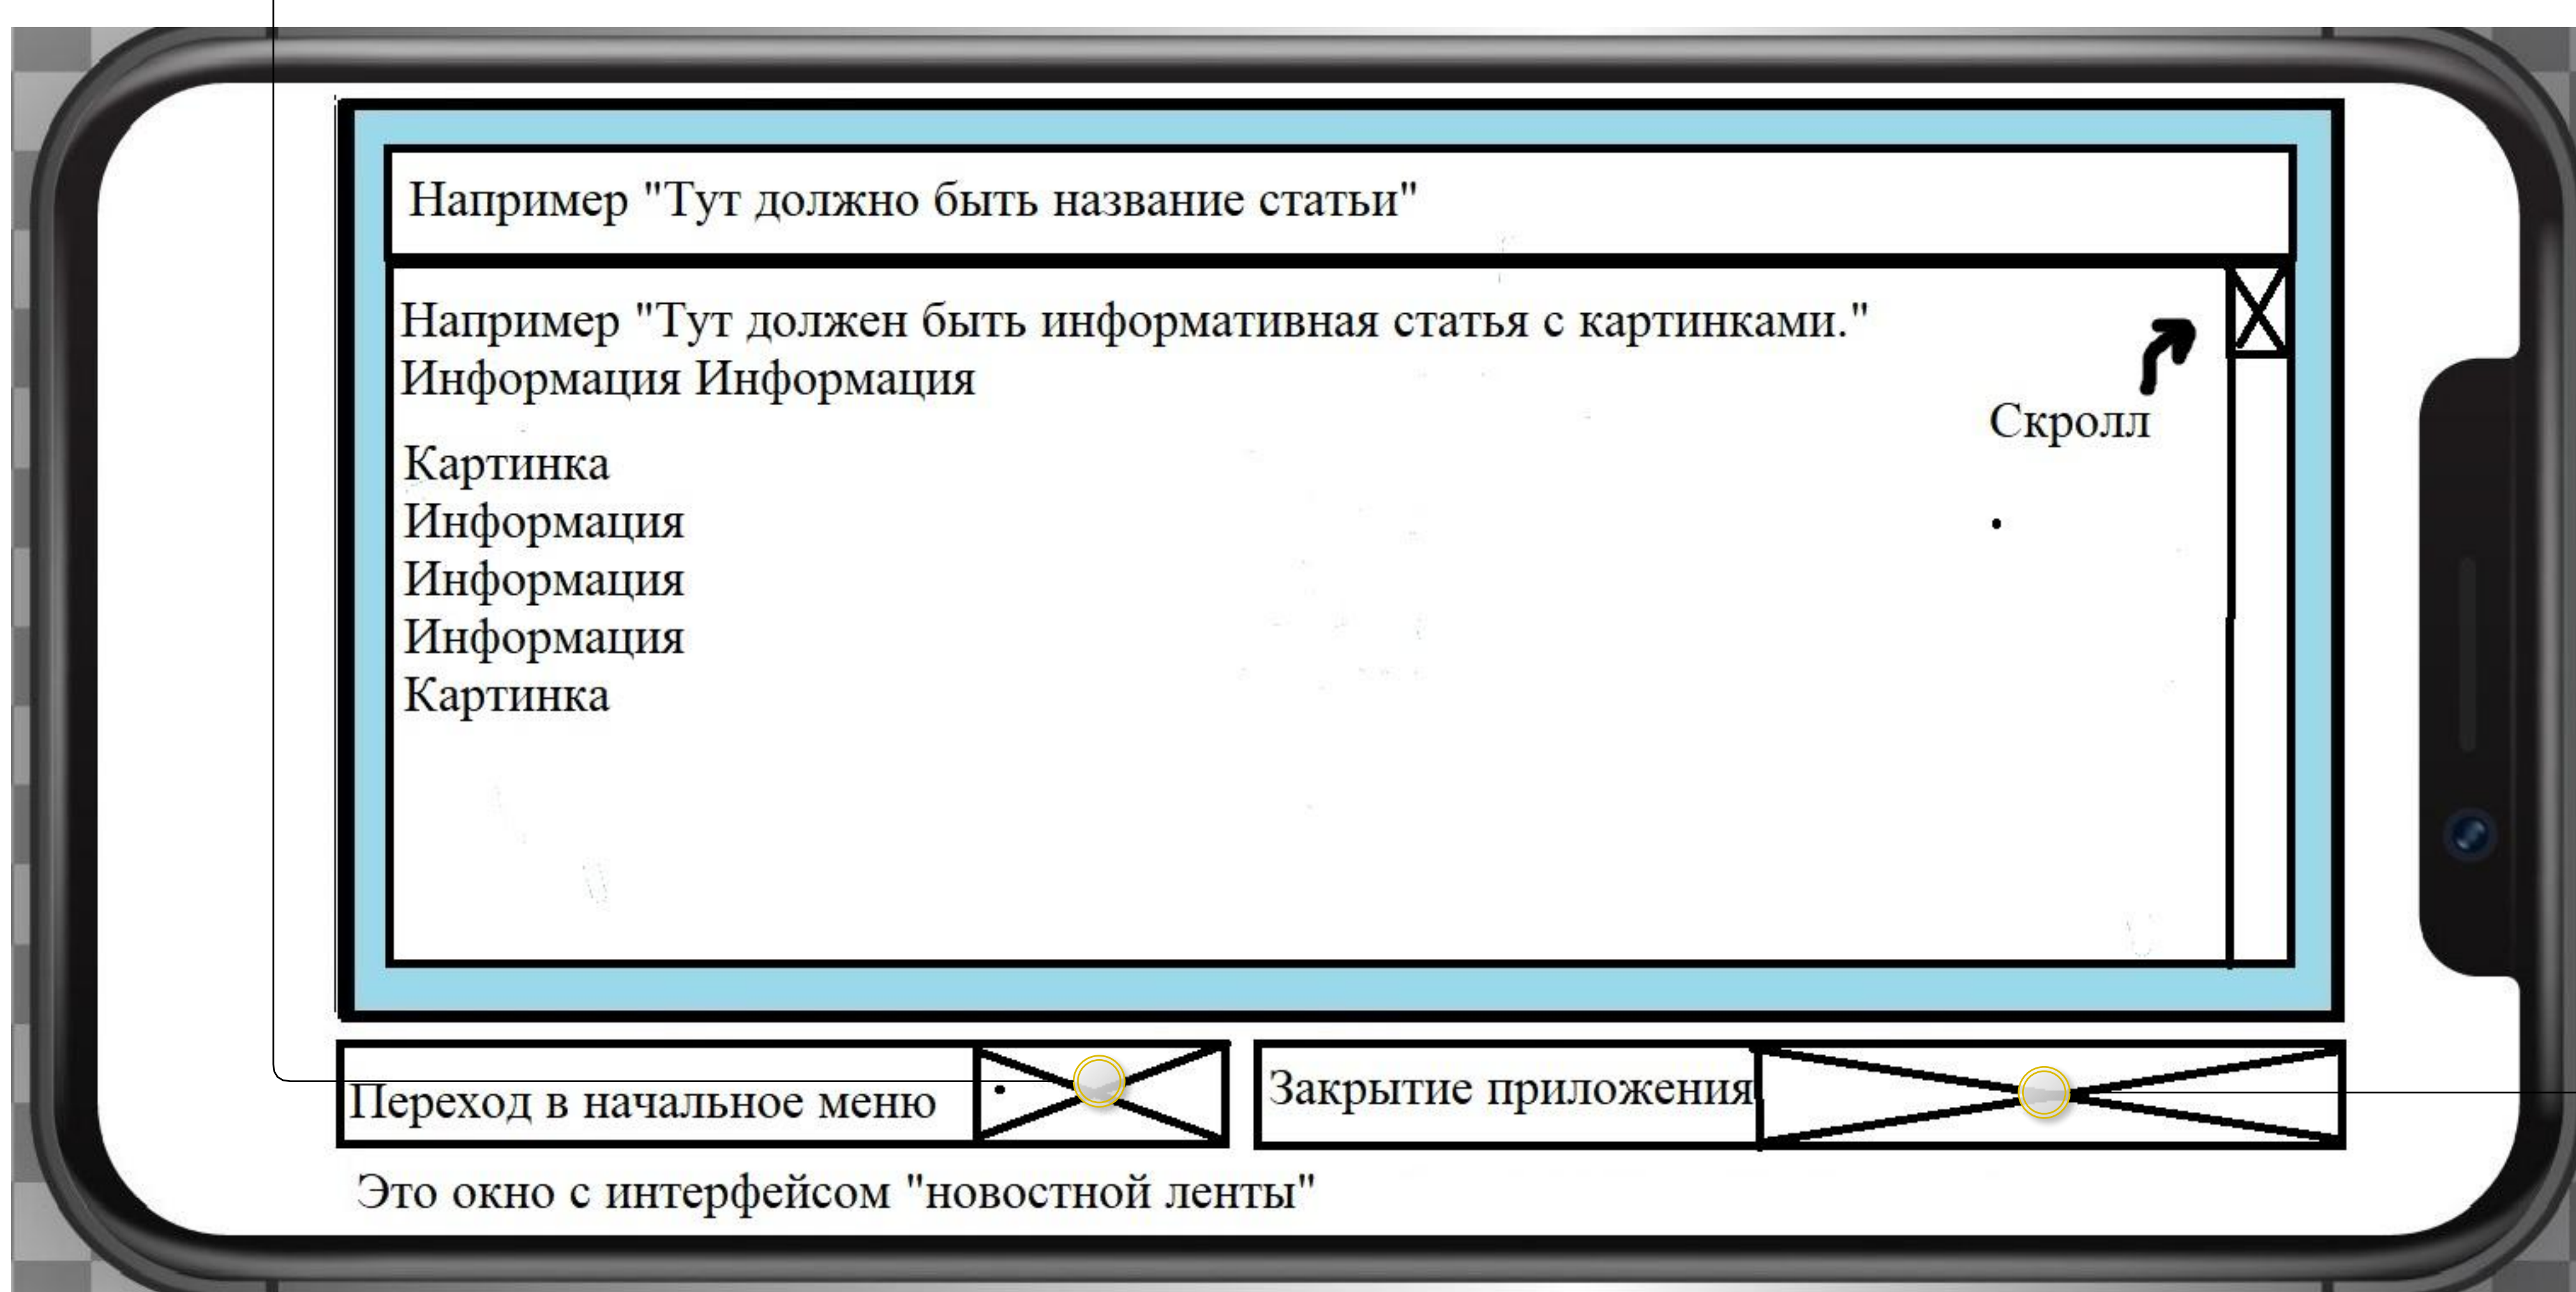 Например "Тут должно быть название статьи"
Например "Тут должен быть информативная статья с картинками."
Информация Информация
Скролл
Картинка
Информация
Информация
Информация
Картинка
Переход в начальное меню
Закрытие приложения
Это окно с интерфейсом "новостной ленты"